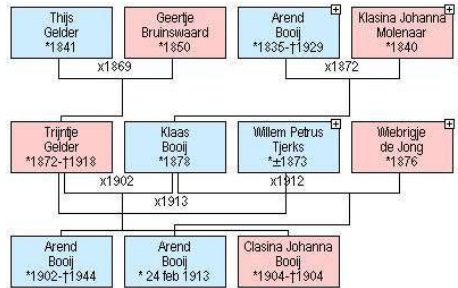 Thijs
Gelder
*1841
Geertje
Bruinswaard
*1850
Arend
Booij
*1835-†1929
Klasina Johanna
Molenaar
*1840
x1869
x1872
Trijntje
Gelder
*1872-†1918
Klaas
Booij
*1878
Willem Petrus
Tjerks
*±1873
Wiebrigje
de Jong
*1876
x1902
x1912
x1913
Arend
Booij
*1902-†1944
Arend
Booij
* 24 feb 1913
Clasina Johanna
Booij
*1904-†1904